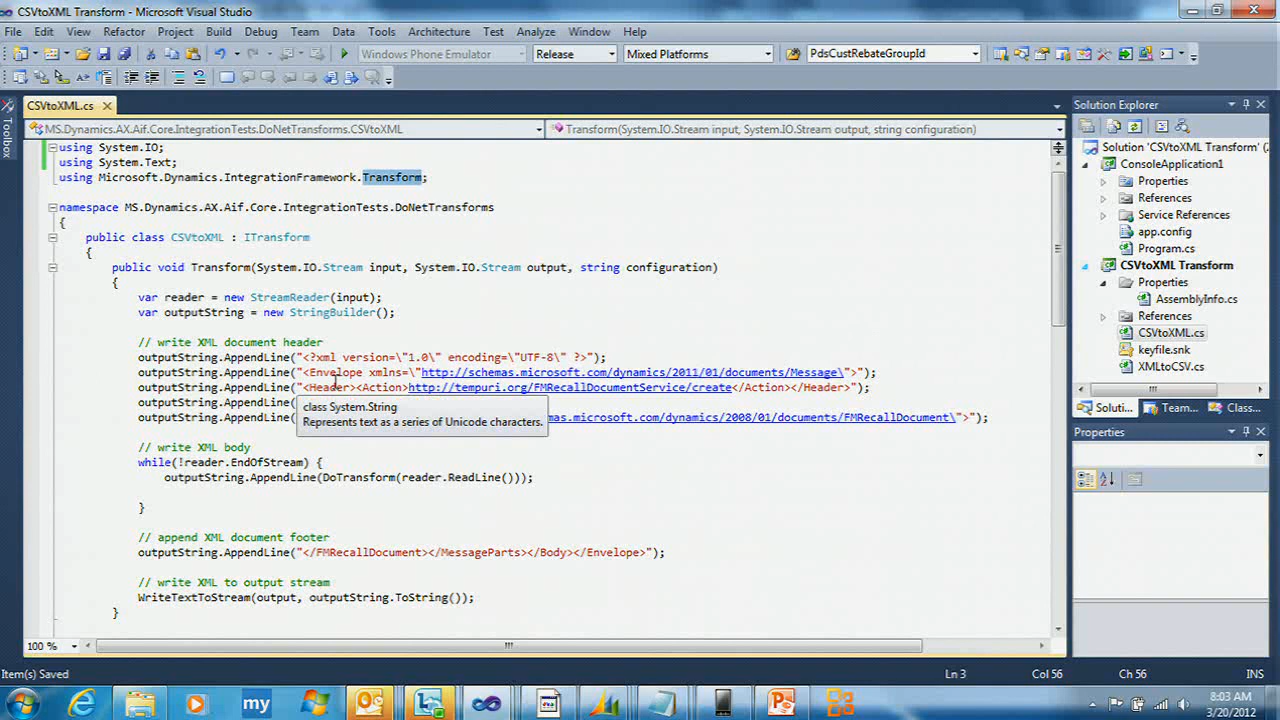 CSVtoXML Transform - Microsoft Visual Studio
File Edit View Refactor Project Build Debug Team Data Tools Architecture Test Analyze Window Help
Windows Phone Emulator Release Mixed Platforms PdsCustRebateGroupId
CSVtoXML.cs
Toolbox
MS.Dynamics.AX.Aif.Core.IntegrationTests.DoNetTransforms.CSVtoXML Transform(System.IO.Stream input, System.IO.Stream output, string configuration)
using System.IO;
using System.Text;
using Microsoft.Dynamics.IntegrationFramework.Transform;
namespace MS.Dynamics.AX.Aif.Core.IntegrationTests.DoNetTransforms
{
public class CSVtoXML : ITransform
{
public void Transform(System.IO.Stream input, System.IO.Stream output, string configuration)
{
var reader = new StreamReader(input);
var outputString = new StringBuilder();
// write XML document header
outputString.AppendLine("<?xml version=\"1.0\" encoding=\"UTF-8\" ?>");
outputString.AppendLine("<Envelope xmlns=\"http://schemas.microsoft.com/dynamics/2011/01/documents/Message\">");
outputString.AppendLine("<Header><Action>http://tempuri.org/FMRecallDocumentService/create</Action></Header>");
outputString.AppendLine(
outputString.AppendLine( mas.microsoft.com/dynamics/2008/01/documents/FMRecallDocument\">");
class System.String
Represents text as a series of Unicode characters.
// write XML body
while(!reader.EndOfStream) {
outputString.AppendLine(DoTransform(reader.ReadLine()));
}
// append XML document footer
outputString.AppendLine("</FMRecallDocument></MessageParts></Body></Envelope>");
// write XML to output stream
WriteTextToStream(output, outputString.ToString());
}
100 %
Solution Explorer
Solution 'CSVtoXML Transform' (2
ConsoleApplication1
Properties
References
Service References
app.config
Program.cs
CSVtoXML Transform
Properties
AssemblyInfo.cs
References
CSVtoXML.cs
keyfile.snk
XMLtoCSV.cs
Soluti... Team... Class...
Properties
Item(s) Saved Ln 3 Col 56 Ch 56 INS
my
8:03 AM
3/20/2012